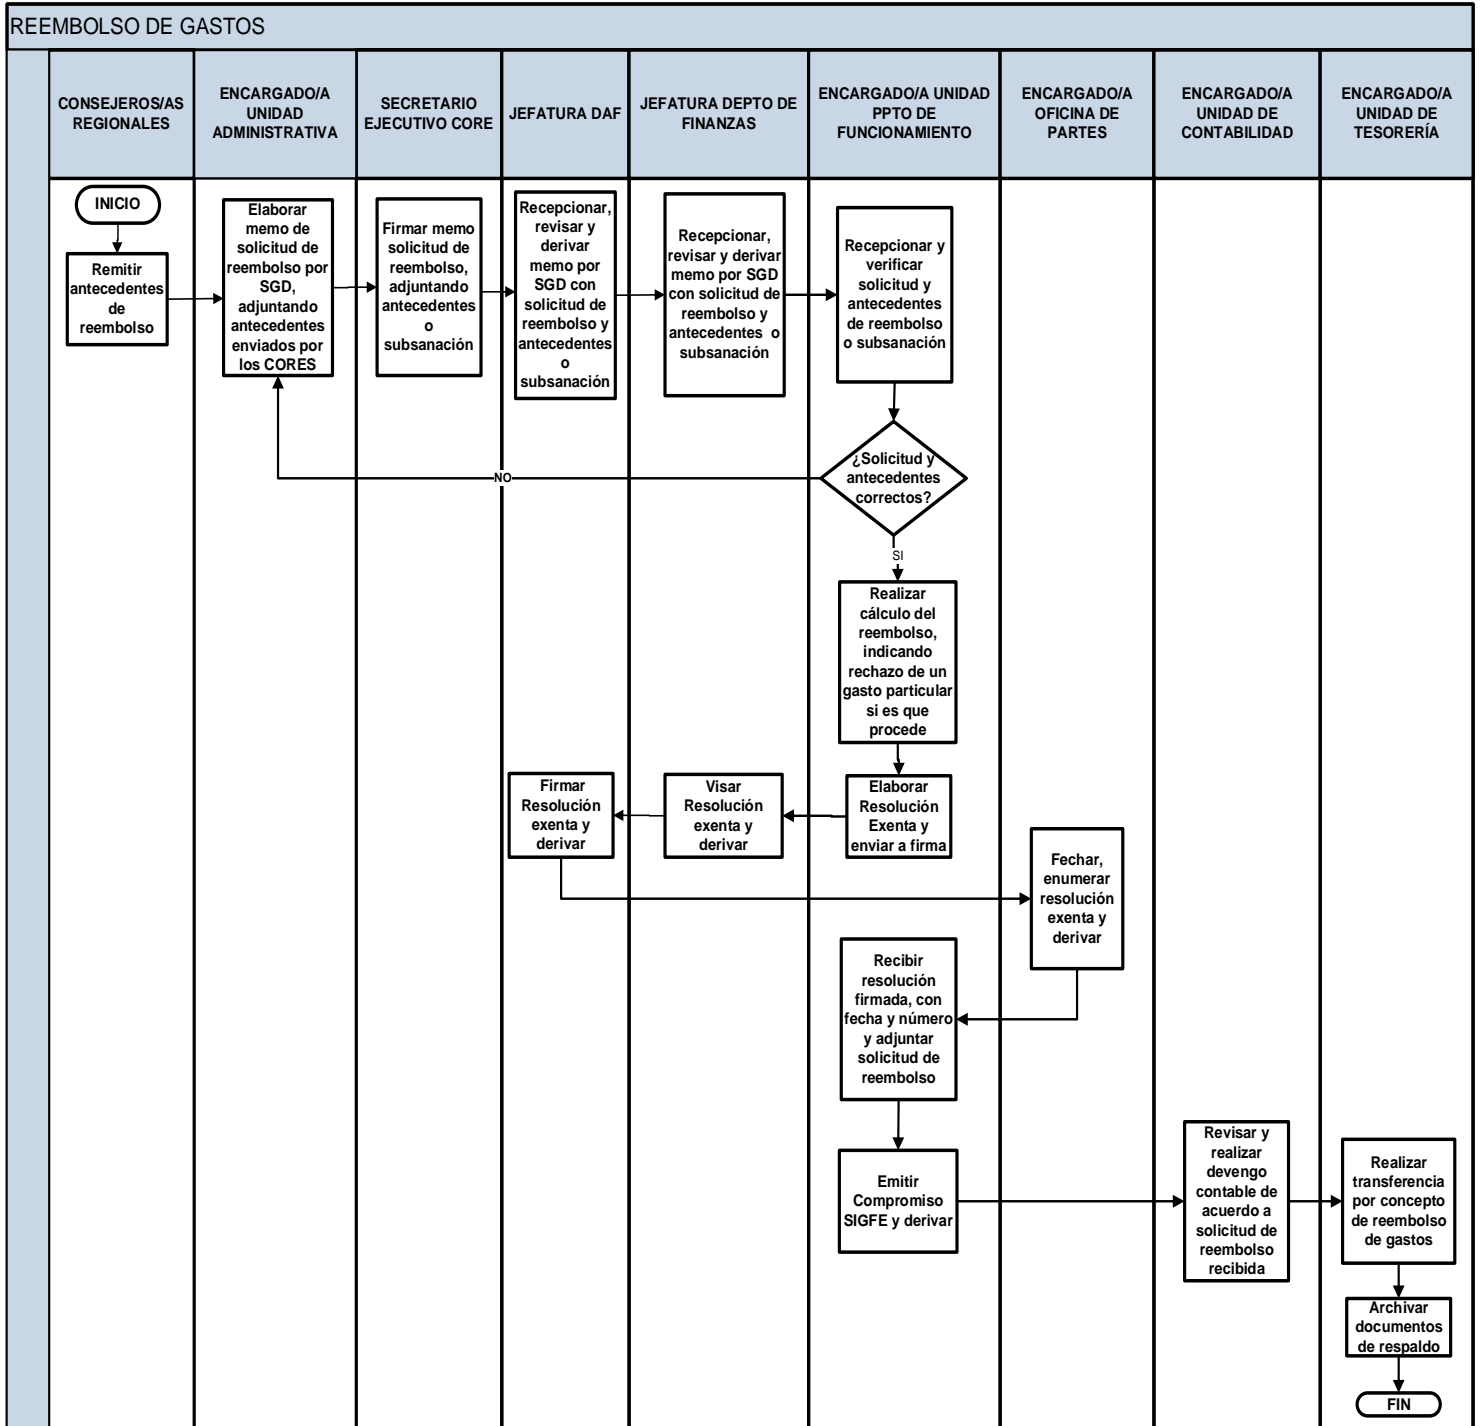 REEMBOLSO DE GASTOS
CONSEJEROS/AS
REGIONALES
ENCARGADO/A
UNIDAD
ADMINISTRATIVA
SECRETARIO
EJECUTIVO CORE
JEFATURA DAF
JEFATURA DEPTO DE
FINANZAS
ENCARGADO/A UNIDAD
PPTO DE
FUNCIONAMIENTO
ENCARGADO/A
OFICINA DE
PARTES
ENCARGADO/A
UNIDAD DE
CONTABILIDAD
ENCARGADO/A
UNIDAD DE
TESORERÍA
INICIO
Remitir
antecedentes
de
reembolso
Elaborar
memo de
solicitud de
reembolso por
SGD,
adjuntando
antecedentes
enviados por
los CORES
Firmar memo
solicitud de
reembolso,
adjuntando
antecedentes
o
subsanación
Recepcionar,
revisar y
derivar
memo por
SGD con
solicitud de
reembolso y
antecedentes
o
subsanación
Recepcionar,
revisar y derivar
memo por SGD
con solicitud de
reembolso y
antecedentes o
subsanación
Recepcionar y
verificar
solicitud y
antecedentes
de reembolso
o subsanación
¿Solicitud y
antecedentes
correctos?
NO
SI
Realizar
cálculo del
reembolso,
indicando
rechazo de un
gasto particular
si es que
procede
Firmar
Resolución
exenta y
derivar
Visar
Resolución
exenta y
derivar
Elaborar
Resolución
Exenta y
enviar a firma
Fechar,
enumerar
resolución
exenta y
derivar
Recibir
resolución
firmada, con
fecha y número
y adjuntar
solicitud de
reembolso
Emitir
Compromiso
SIGFE y derivar
Revisar y
realizar
devengo
contable de
acuerdo a
solicitud de
reembolso
recibida
Realizar
transferencia
por concepto
de reembolso
de gastos
Archivar
documentos
de respaldo
FIN